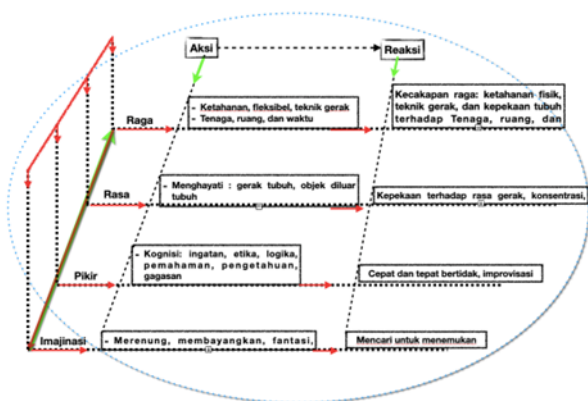 Aksi
Reaksi
Raga
- Ketahanan, fleksibel, teknik gerak
- Tenaga, ruang, dan waktu
Kecakapan raga: ketahanan fisik,
teknik gerak, dan kepekaan tubuh
terhadap Tenaga, ruang, dan
Rasa
- Menghayati : gerak tubuh, objek diluar
tubuh
Kepekaan terhadap rasa gerak, konsentrasi,
Pikir
- Kognisi: ingatan, etika, logika,
pemahaman, pengetahuan,
gagasan
Cepat dan tepat bertidak, improvisasi
Imajinasi
- Merenung, membayangkan, fantasi,
Mencari untuk menemukan